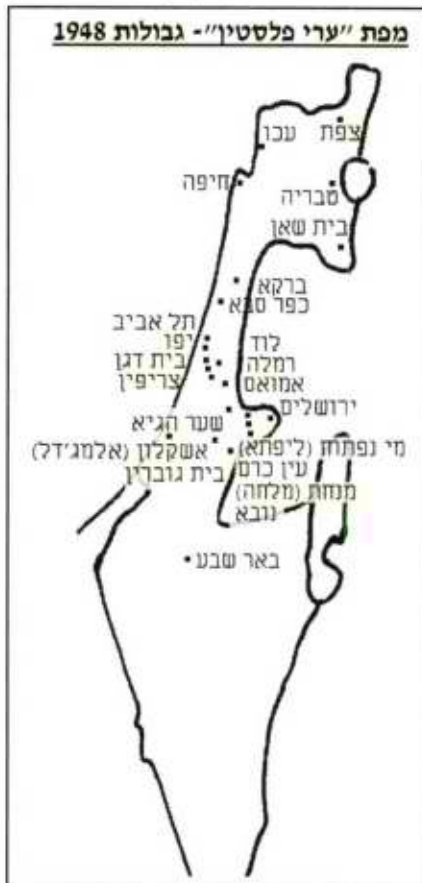 מפת "ערי פלסטין"- גבולות 1948
צפת
עכו
חיפה
טבריה
בית שאן
ברקא
כפר סבא
תל אביב
יפו
לוד
בית דגן
רמלה
צריפין
אמואס
ירושלים
שער הגיא
מי נפתח (ליפתא)
אשקלון (אלמג'דל)
עין כרם
בית גוברין
מנחת (מלחה)
נובא
באר שבע